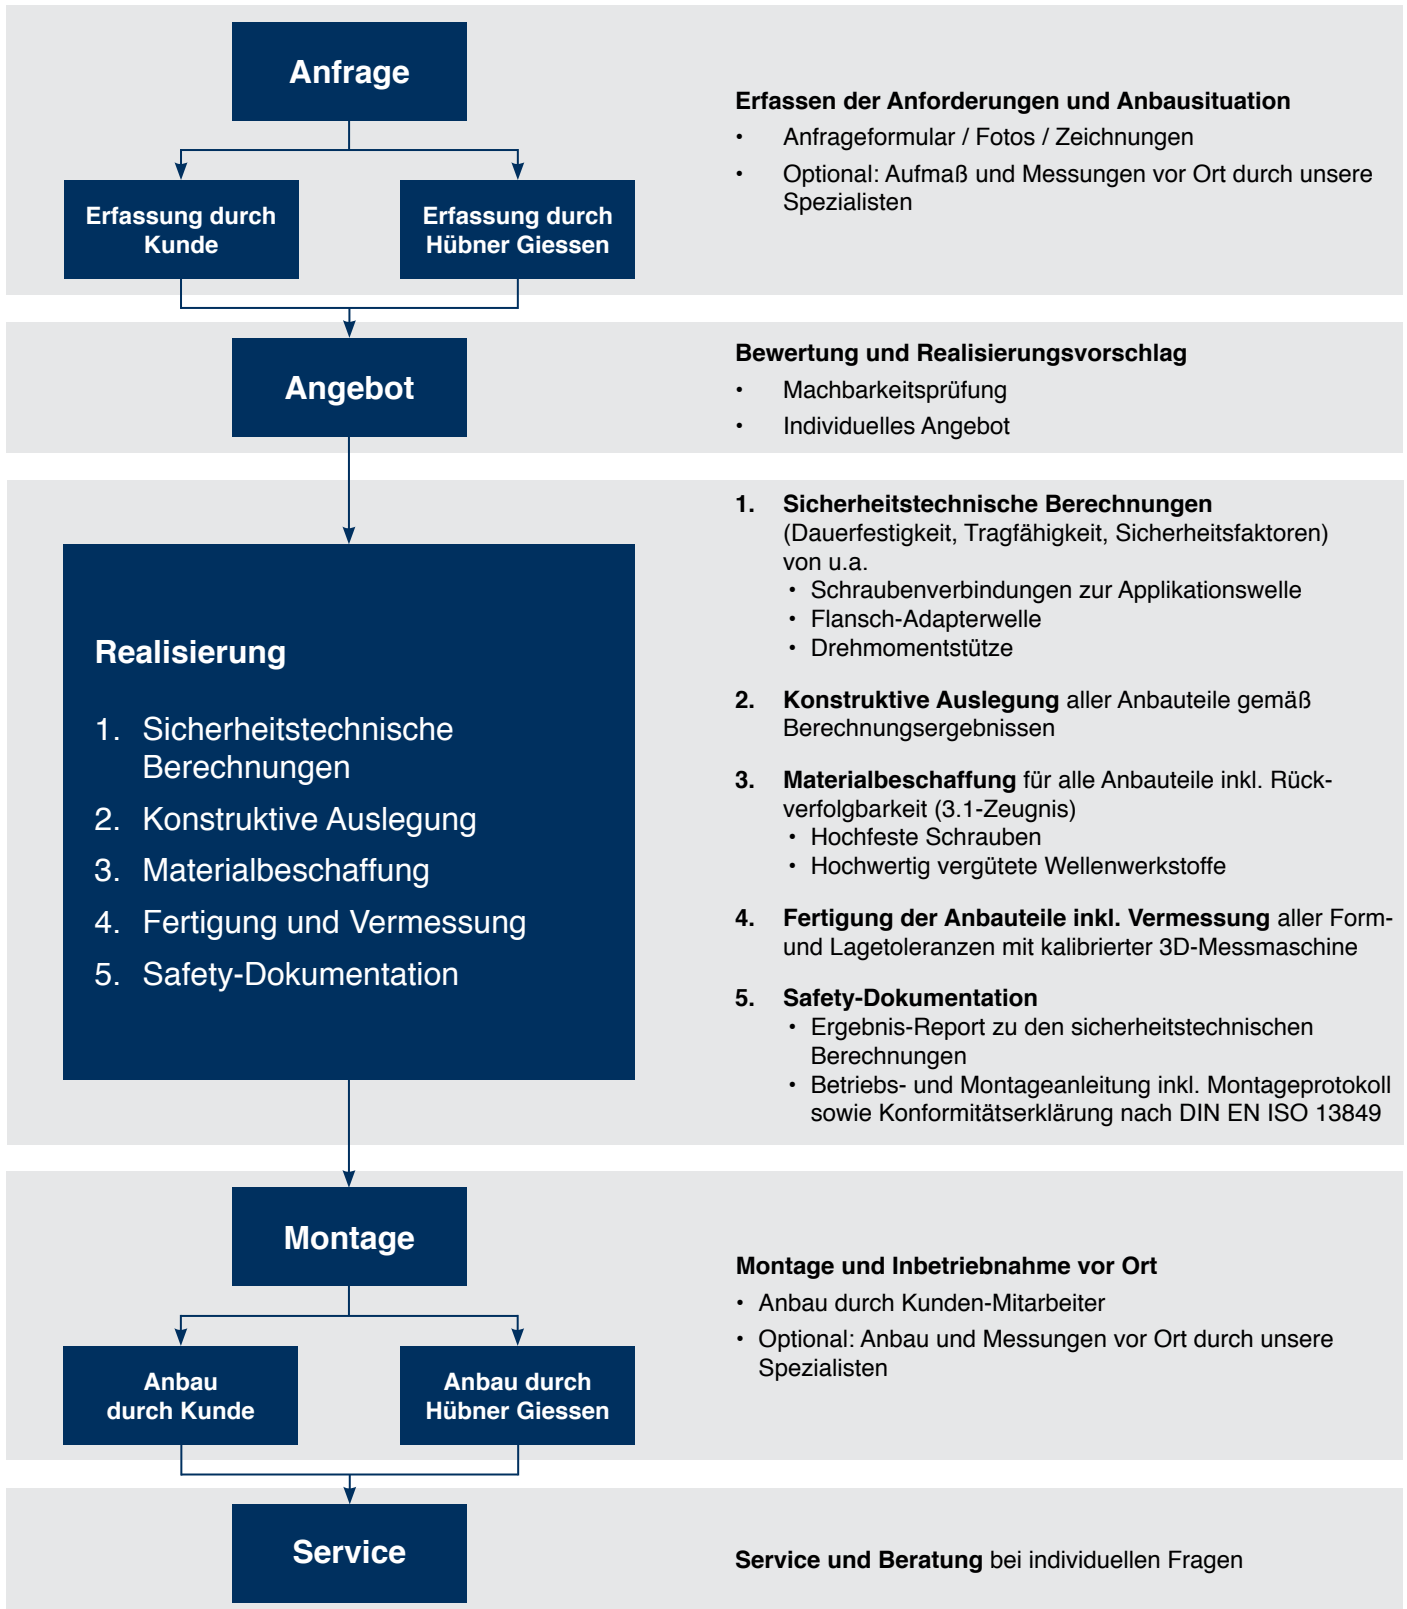 Anfrage
Erfassung durch
Kunde
Erfassung durch
Hübner Giessen
Erfassen der Anforderungen und Anbausituation
• Anfrageformular / Fotos / Zeichnungen
• Optional: Aufmaß und Messungen vor Ort durch unsere
Spezialisten
Angebot
Bewertung und Realisierungsvorschlag
• Machbarkeitsprüfung
• Individuelles Angebot
Realisierung
1. Sicherheitstechnische
Berechnungen
2. Konstruktive Auslegung
3. Materialbeschaffung
4. Fertigung und Vermessung
5. Safety-Dokumentation
1. Sicherheitstechnische Berechnungen
(Dauerfestigkeit, Tragfähigkeit, Sicherheitsfaktoren)
von u.a.
• Schraubenverbindungen zur Applikationswelle
• Flansch-Adapterwelle
• Drehmomentstütze
2. Konstruktive Auslegung aller Anbauteile gemäß
Berechnungsergebnissen
3. Materialbeschaffung für alle Anbauteile inkl. Rück-
verfolgbarkeit (3.1-Zeugnis)
• Hochfeste Schrauben
• Hochwertig vergütete Wellenwerkstoffe
4. Fertigung der Anbauteile inkl. Vermessung aller Form-
und Lagetoleranzen mit kalibrierter 3D-Messmaschine
5. Safety-Dokumentation
• Ergebnis-Report zu den sicherheitstechnischen
Berechnungen
• Betriebs- und Montageanleitung inkl. Montageprotokoll
sowie Konformitätserklärung nach DIN EN ISO 13849
Montage
Anbau
durch Kunde
Anbau durch
Hübner Giessen
Montage und Inbetriebnahme vor Ort
• Anbau durch Kunden-Mitarbeiter
• Optional: Anbau und Messungen vor Ort durch unsere
Spezialisten
Service
Service und Beratung bei individuellen Fragen